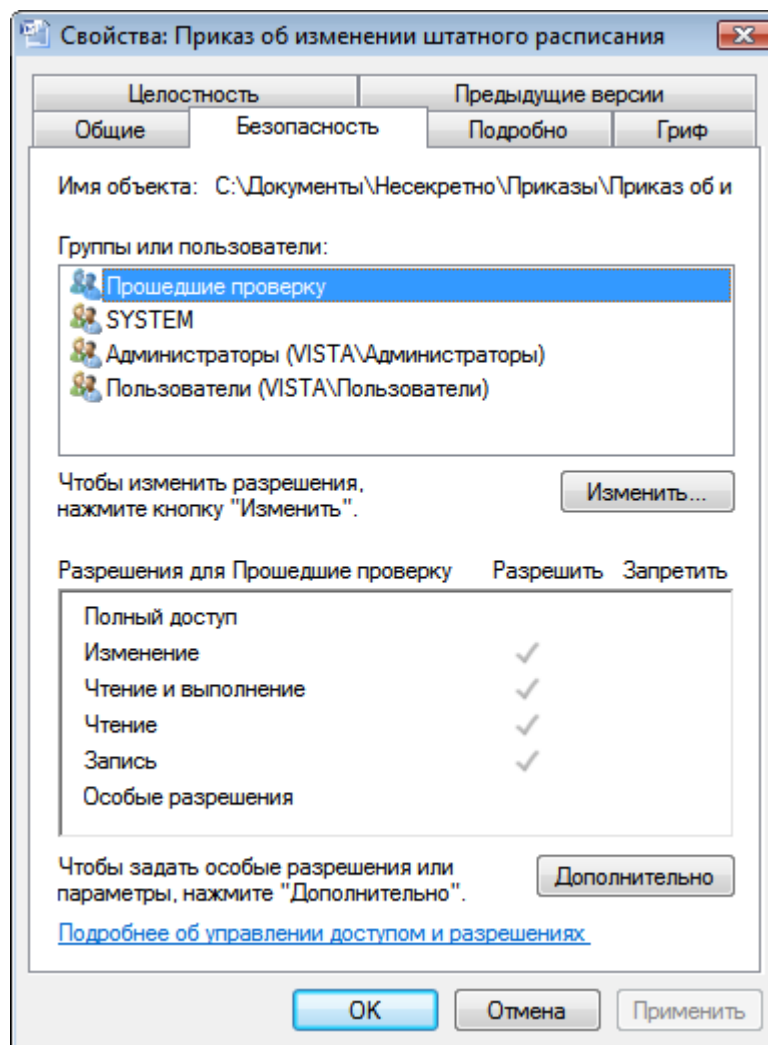 Свойства: Приказ об изменении штатного расписания
Целостность Предыдущие версии
Общие Безопасность Подробно Гриф
Имя объекта: C:\Документы\Несекретно\Приказы\Приказ об и
Группы или пользователи:
Прошедшие проверку
SYSTEM
Администраторы (VISTA\Администраторы)
Пользователи (VISTA\Пользователи)
Чтобы изменить разрешения,
нажмите кнопку "Изменить".
Изменить...
Разрешения для Прошедшие проверку Разрешить Запретить
Полный доступ
Изменение
Чтение и выполнение
Чтение
Запись
Особые разрешения
Чтобы задать особые разрешения или
параметры, нажмите "Дополнительно".
Дополнительно
Подробнее об управлении доступом и разрешениях
OK Отмена Применить